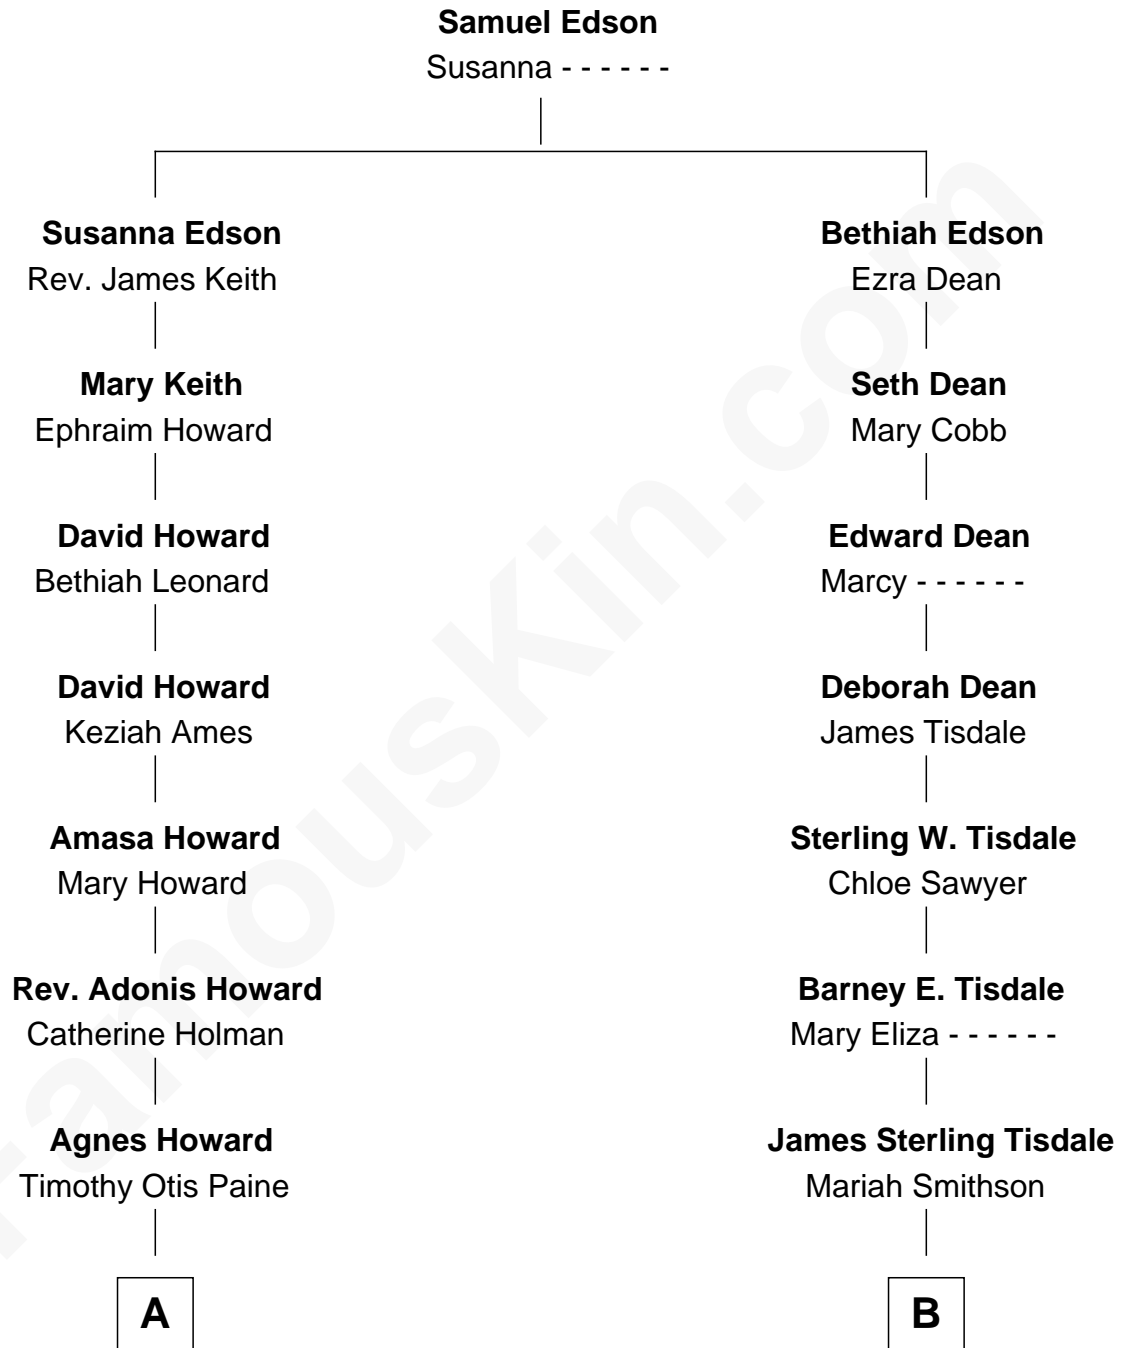 Samuel Edson
Susanna - - - - - -
Susanna Edson
Rev. James Keith
Bethiah Edson
Ezra Dean
Mary Keith
Ephraim Howard
Seth Dean
Mary Cobb
David Howard
Bethiah Leonard
Edward Dean
Marcy - - - - - -
David Howard
Keziah Ames
Deborah Dean
James Tisdale
Amasa Howard
Mary Howard
Sterling W. Tisdale
Chloe Sawyer
Rev. Adonis Howard
Catherine Holman
Barney E. Tisdale
Mary Eliza - - - - - -
Agnes Howard
Timothy Otis Paine
James Sterling Tisdale
Mariah Smithson
A
B
FamousKin.com